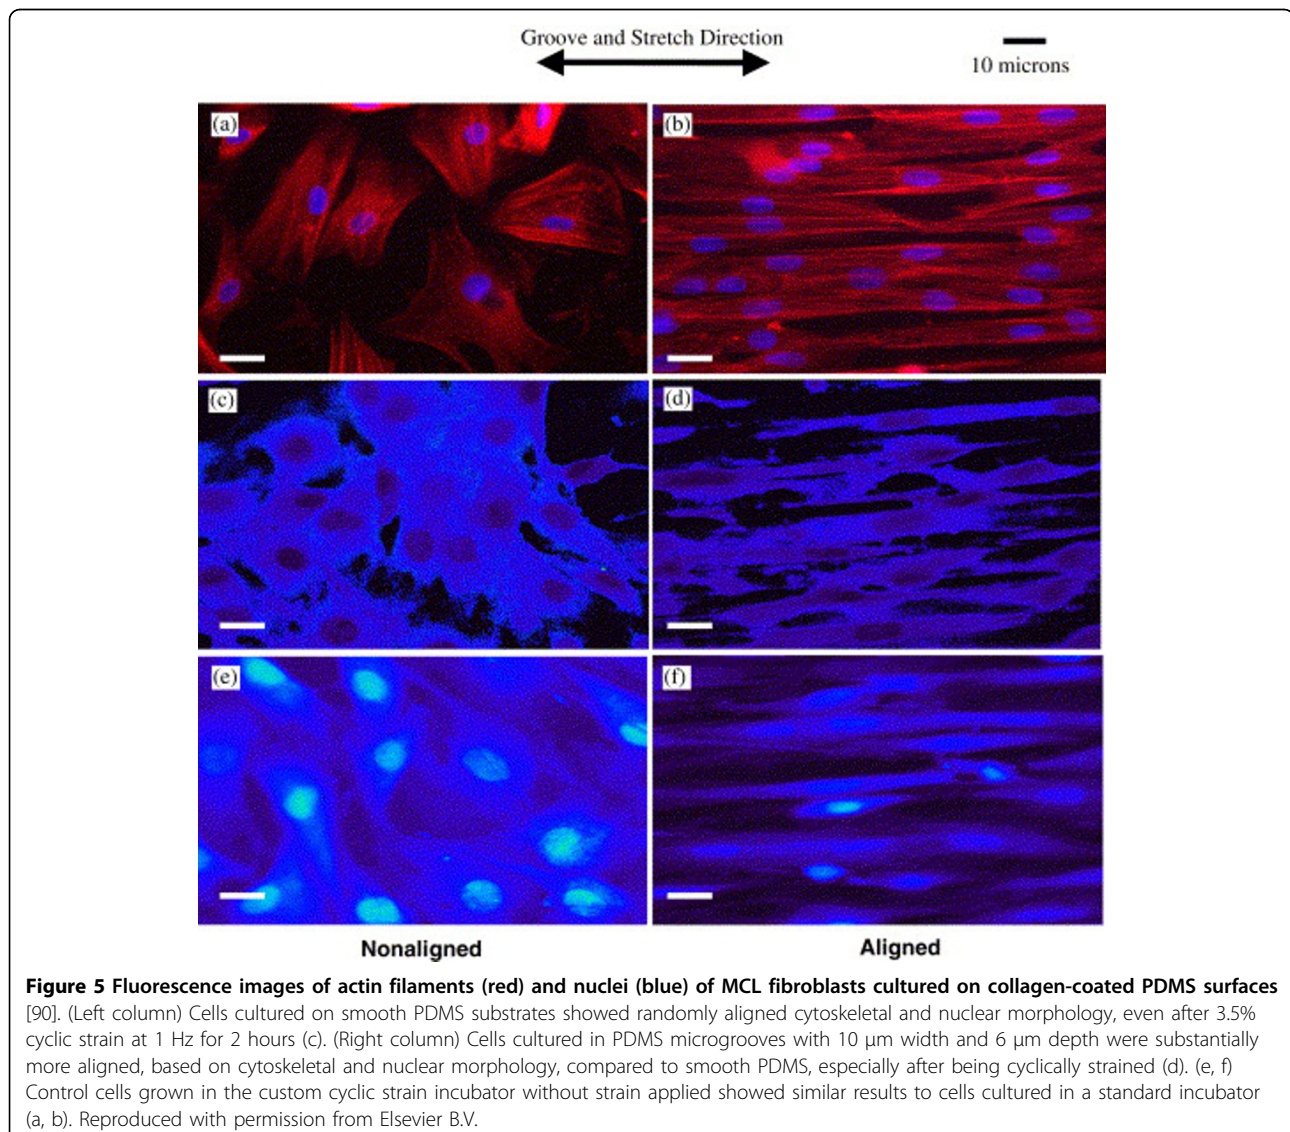 Groove and Stretch Direction
10 microns
(a)
(b)
(c)
(d)
(e)
(f)
Nonaligned
Aligned
Figure 5 Fluorescence images of actin filaments (red) and nuclei (blue) of MCL fibroblasts cultured on collagen-coated PDMS surfaces
[90]. (Left column) Cells cultured on smooth PDMS substrates showed randomly aligned cytoskeletal and nuclear morphology, even after 3.5%
cyclic strain at 1 Hz for 2 hours (c). (Right column) Cells cultured in PDMS microgrooves with 10 μm width and 6 μm depth were substantially
more aligned, based on cytoskeletal and nuclear morphology, compared to smooth PDMS, especially after being cyclically strained (d). (e, f)
Control cells grown in the custom cyclic strain incubator without strain applied showed similar results to cells cultured in a standard incubator
(a, b). Reproduced with permission from Elsevier B.V.